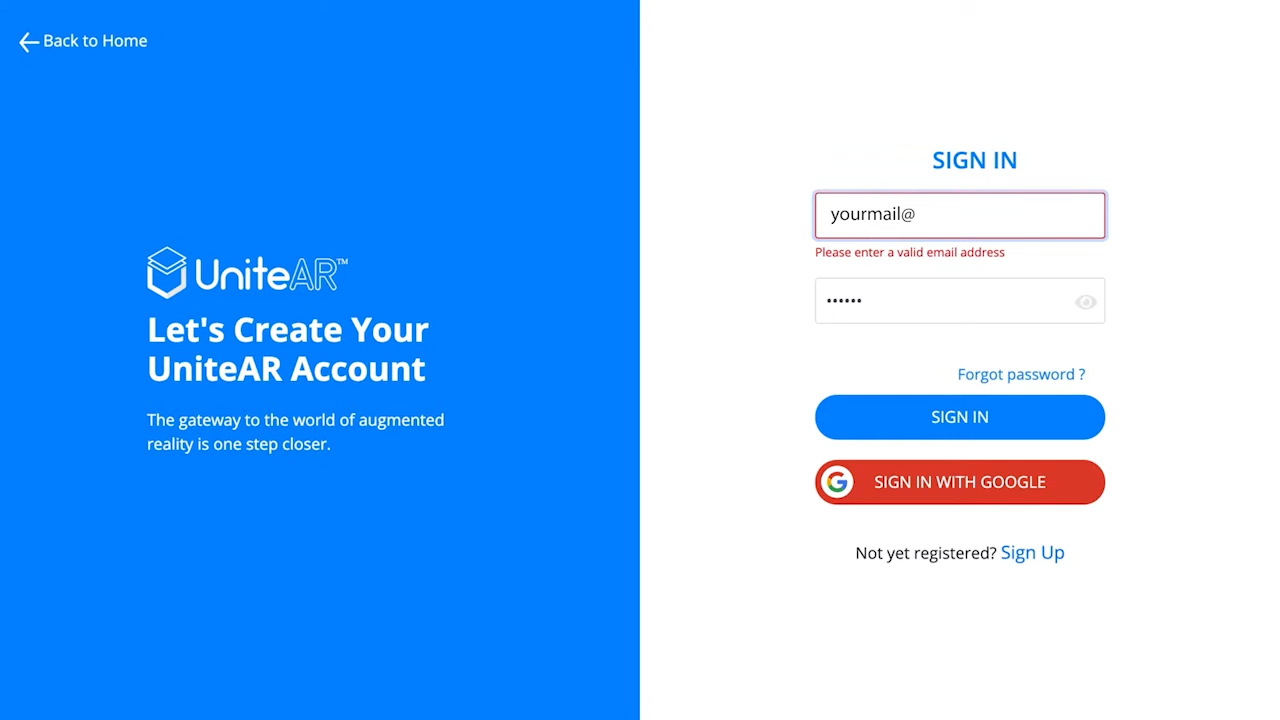 Back to Home
UniteAR™
Let's Create Your
UniteAR Account
The gateway to the world of augmented
reality is one step closer.
SIGN IN
yourmail@
Please enter a valid email address
••••••
Forgot password ?
SIGN IN
G SIGN IN WITH GOOGLE
Not yet registered? Sign Up